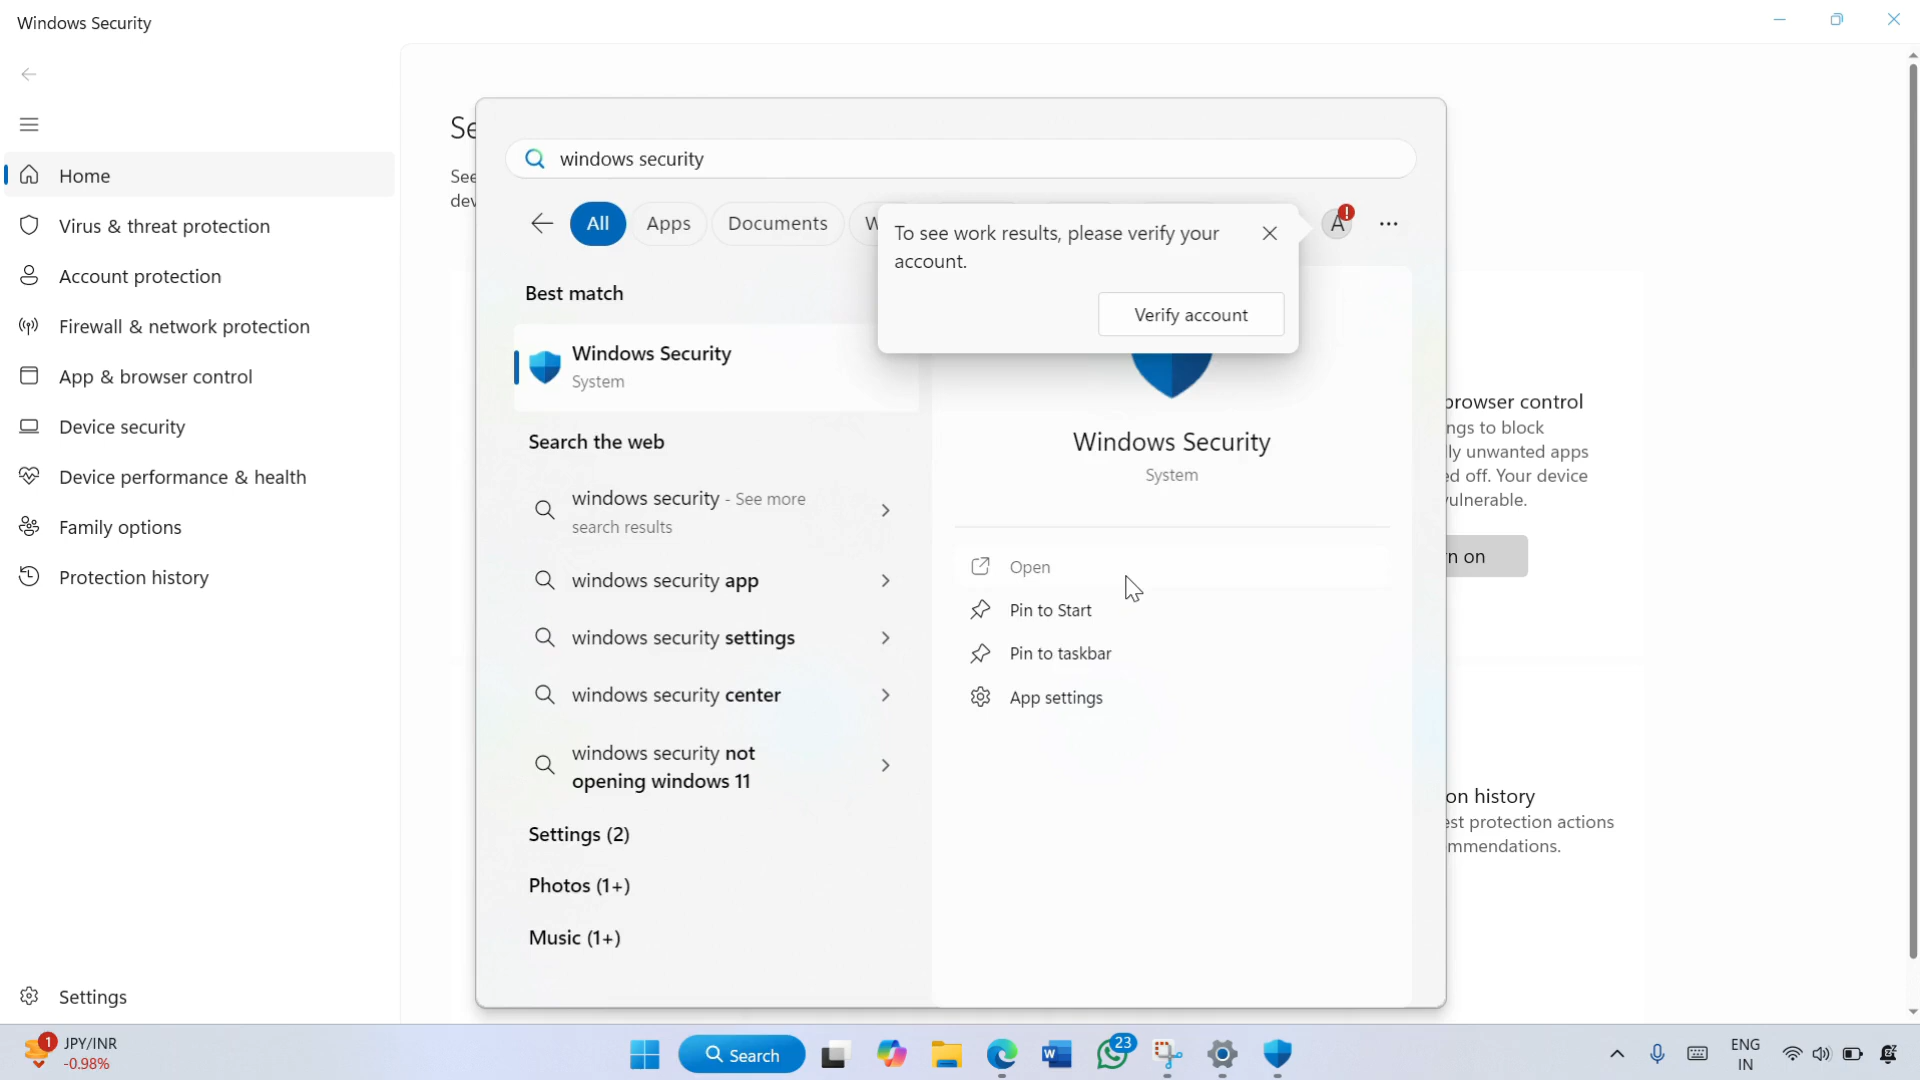 Windows Security
Home
Virus & threat protection
Account protection
Firewall & network protection
App & browser control
Device security
Device performance & health
Family options
Protection history
Settings
Se
See
dev
windows security
All
Apps
Documents
W
A
!
To see work results, please verify your
account.
Verify account
Best match
Windows Security
System
Search the web
windows security - See more
search results
windows security app
windows security settings
windows security center
windows security not
opening windows 11
Settings (2)
Photos (1+)
Music (1+)
Windows Security
System
Open
Pin to Start
Pin to taskbar
App settings
browser control
ngs to block
lly unwanted apps
ed off. Your device
vulnerable.
n on
on history
est protection actions
mmendations.
1
JPY/INR
-0.98%
Search
23
ENG
IN